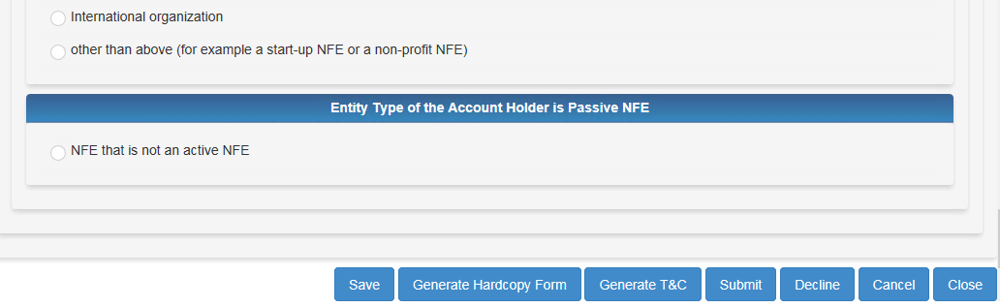 International organization
other than above (for example a start-up NFE or a non-profit NFE)
Entity Type of the Account Holder is Passive NFE
NFE that is not an active NFE
Save Generate Hardcopy Form Generate T&C Submit Decline Cancel Close